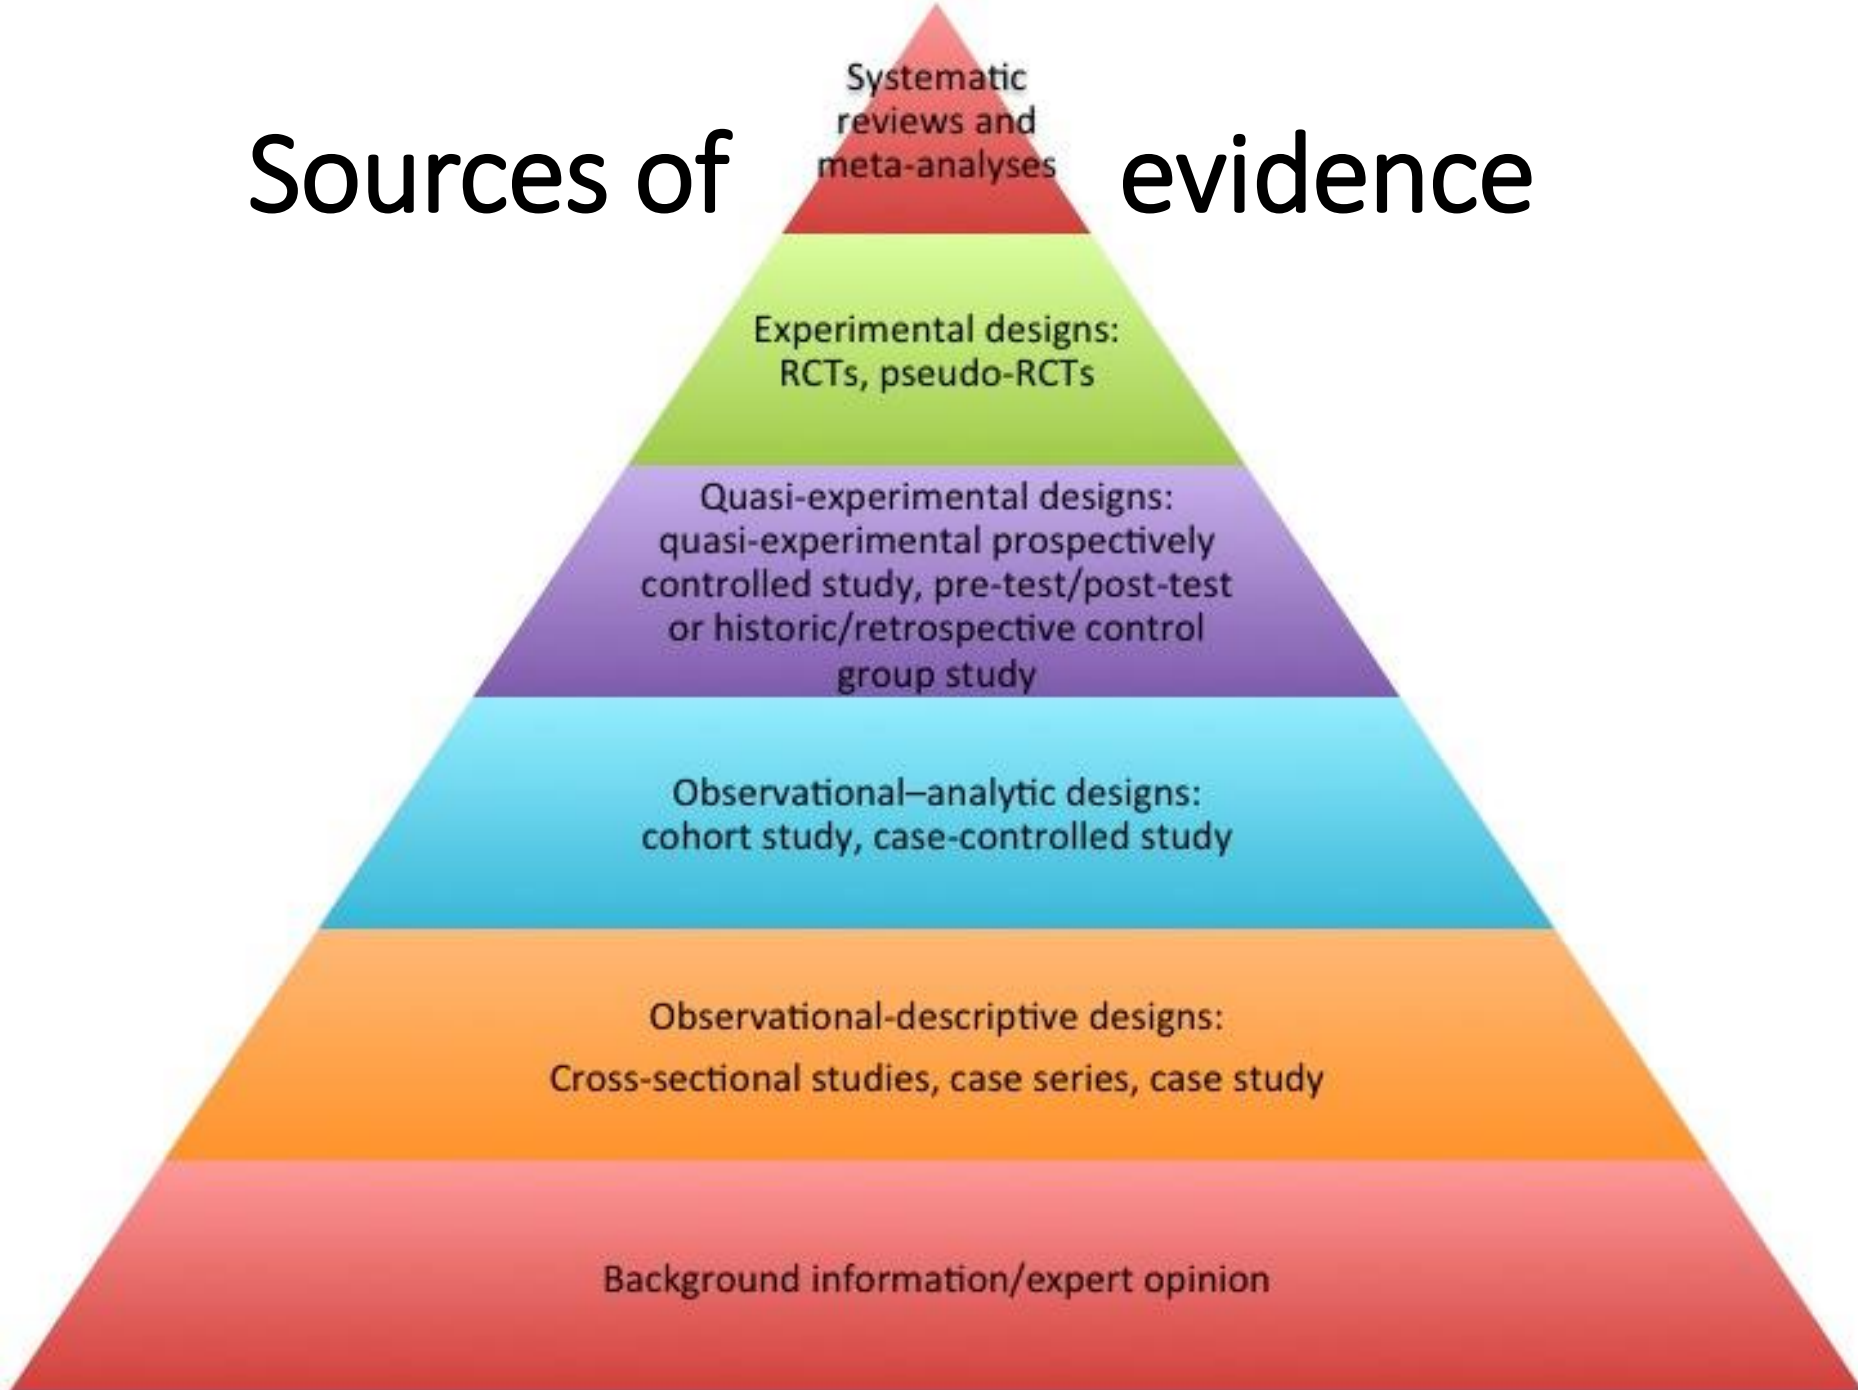 Sources of evidence
Systematic
reviews and
meta-analyses
Experimental designs:
RCTs, pseudo-RCTs
Quasi-experimental designs:
quasi-experimental prospectively
controlled study, pre-test/post-test
or historic/retrospective control
group study
Observational–analytic designs:
cohort study, case-controlled study
Observational-descriptive designs:
Cross-sectional studies, case series, case study
Background information/expert opinion